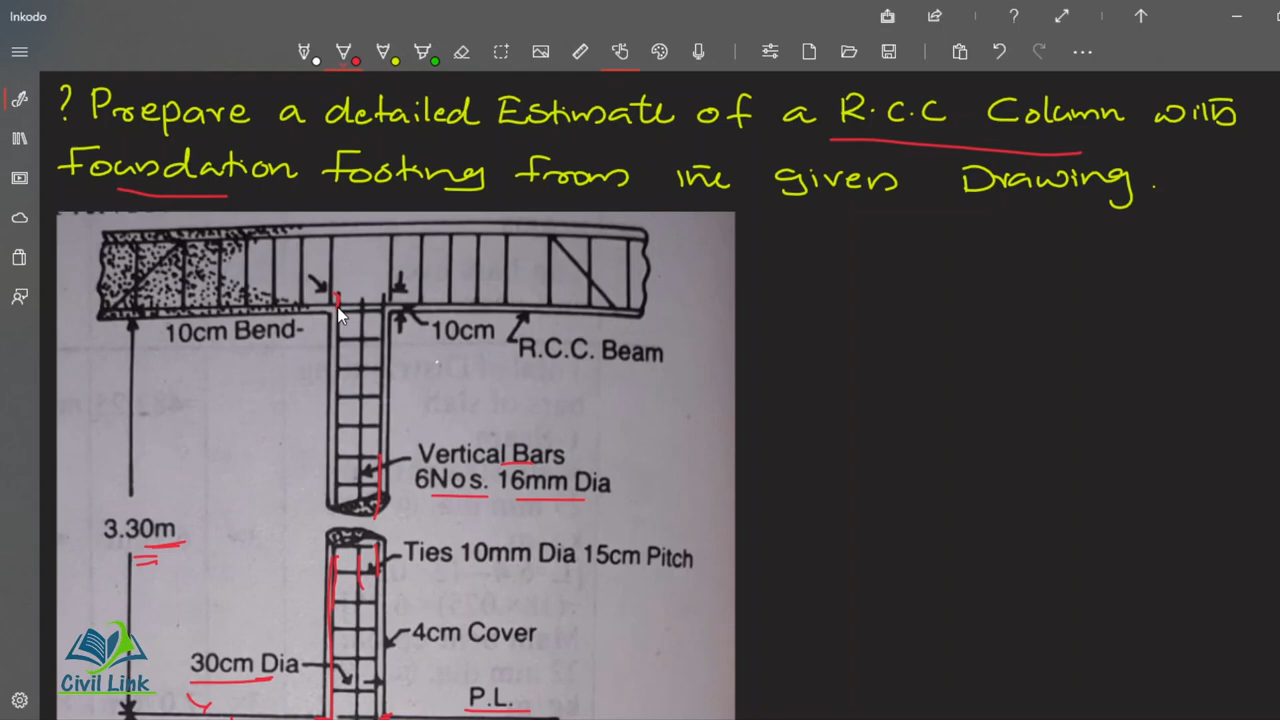 Inkodo
? Prepare a detailed Estimate of a R.C.C Column with
Foundation Footing from the given Drawing.
10cm Bend-
10cm
R.C.C. Beam
Vertical Bars
6Nos. 16mm Dia
3.30m
Ties 10mm Dia 15cm Pitch
4cm Cover
30cm Dia
P.L.
Civil Link